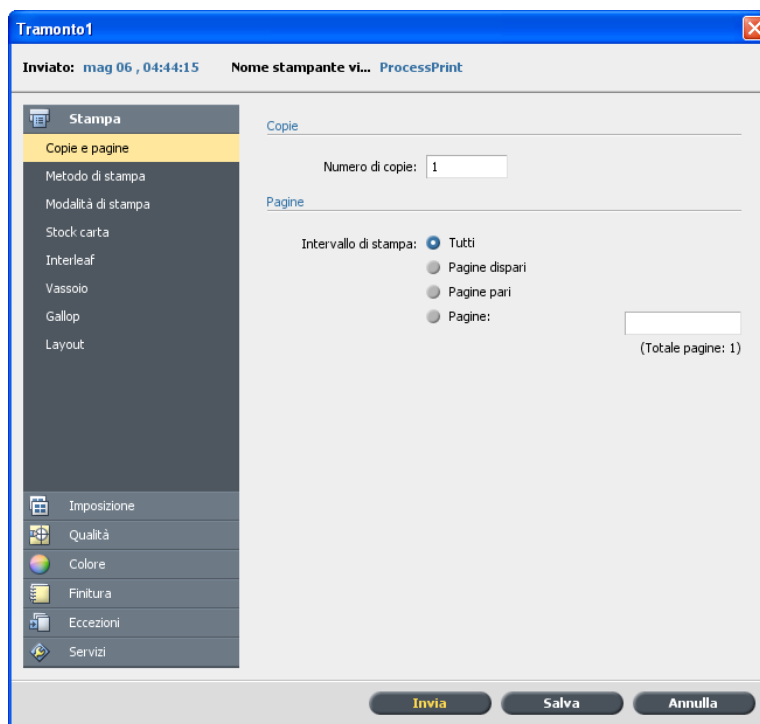 Tramonto1
Inviato: mag 06 , 04:44:15 Nome stampante vi... ProcessPrint
Stampa
Copie e pagine
Metodo di stampa
Modalità di stampa
Stock carta
Interleaf
Vassoio
Gallop
Layout
Imposizione
Qualità
Colore
Finitura
Eccezioni
Servizi
Copie
Numero di copie: 1
Pagine
Intervallo di stampa: Tutti
Pagine dispari
Pagine pari
Pagine:
(Totale pagine: 1)
Invia Salva Annulla